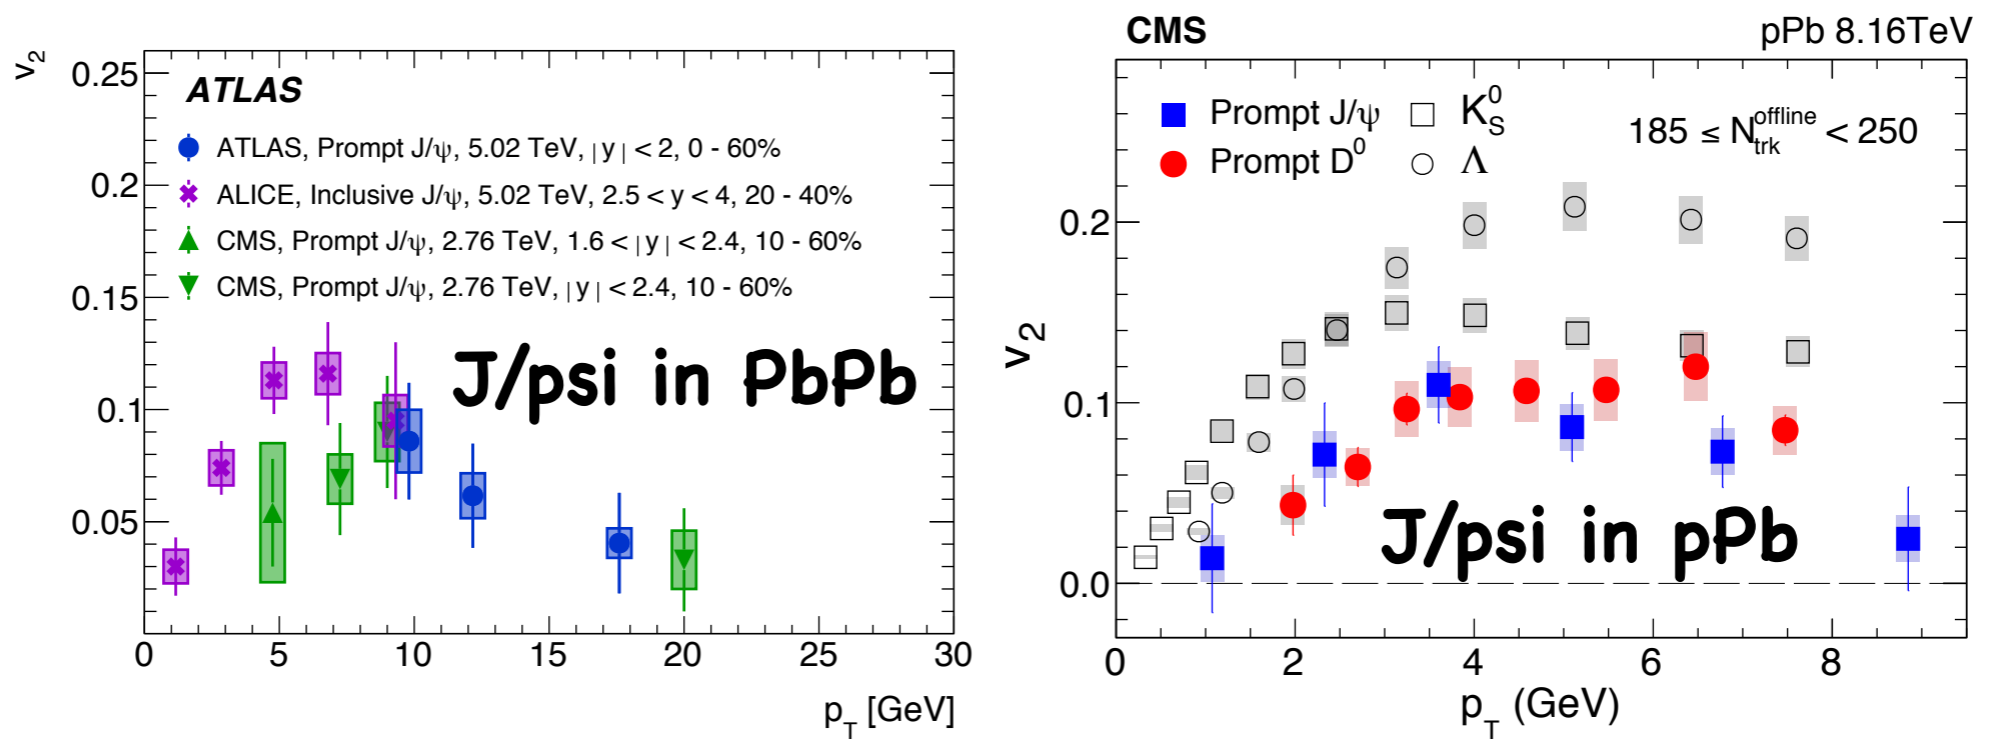 v₂
0.25
0.2
0.15
0.1
0.05
0 5 10 15 20 25 30
p_T [GeV]
ATLAS
ATLAS, Prompt J/ψ, 5.02 TeV, |y| < 2, 0 - 60%
ALICE, Inclusive J/ψ, 5.02 TeV, 2.5 < y < 4, 20 - 40%
CMS, Prompt J/ψ, 2.76 TeV, 1.6 < |y| < 2.4, 10 - 60%
CMS, Prompt J/ψ, 2.76 TeV, |y| < 2.4, 10 - 60%
J/psi in PbPb
CMS pPb 8.16TeV
Prompt J/ψ K⁰_S
Prompt D⁰ Λ
185 ≤ N^offline_trk < 250
v₂
0.2
0.1
0.0
J/psi in pPb
0 2 4 6 8
p_T (GeV)